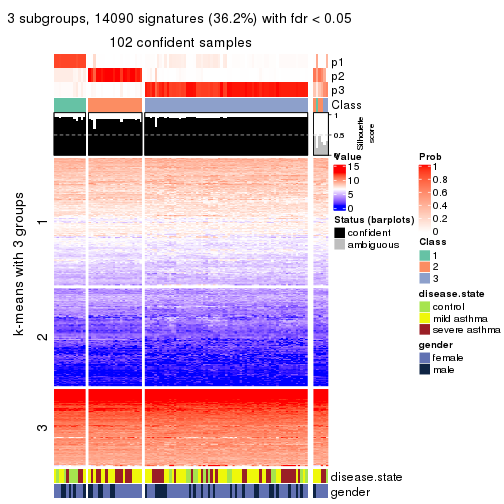 3 subgroups, 14090 signatures (36.2%) with fdr < 0.05
102 confident samples
p1
p2
p3
Class
1
0.5
0
Silhouette
score
k-means with 3 groups
1
2
3
Value
15
10
5
0
Status (barplots)
confident
ambiguous
Prob
1
0.8
0.6
0.4
0.2
0
Class
1
2
3
disease.state
control
mild asthma
severe asthma
gender
female
male
disease.state
gender